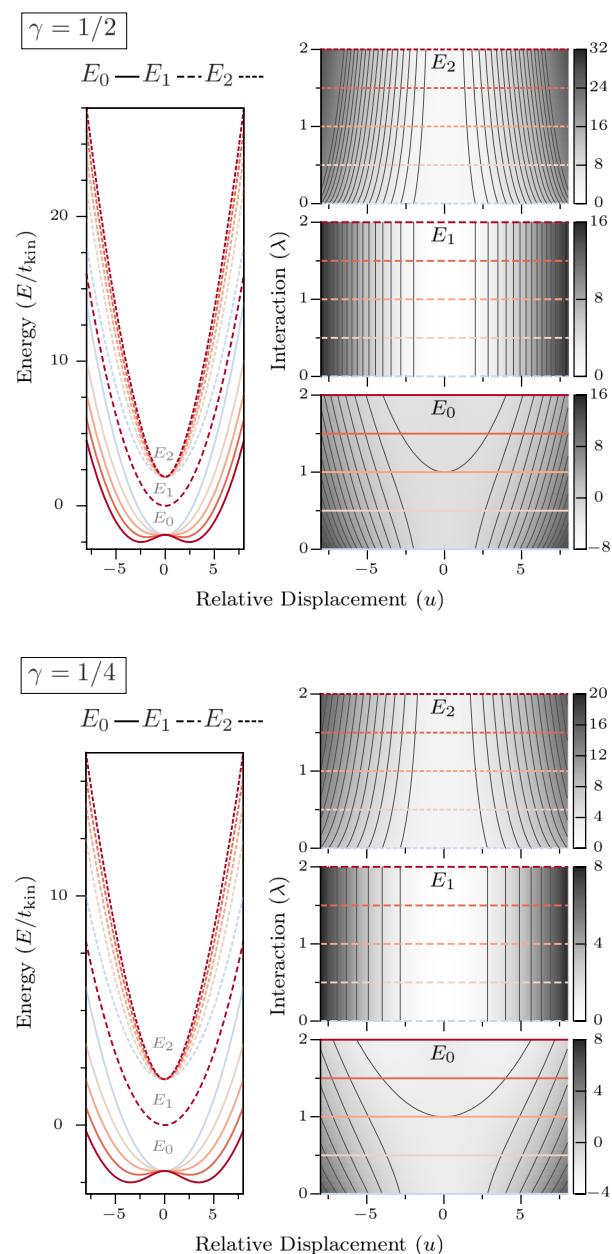 γ = 1/2
E₀ E₁ E₂
Energy (E/t_kin)
20
10
0
E₂
E₁
E₀
−5 0 5
Interaction (λ)
2
1
0
E₂
32
24
16
8
0
2
1
0
E₁
16
8
0
2
1
0
E₀
16
8
0
−8
−5 0 5
Relative Displacement (u)
γ = 1/4
E₀ E₁ E₂
Energy (E/t_kin)
10
0
E₂
E₁
E₀
−5 0 5
Interaction (λ)
2
1
0
E₂
20
16
12
8
4
0
2
1
0
E₁
8
4
0
2
1
0
E₀
8
4
0
−4
−5 0 5
Relative Displacement (u)